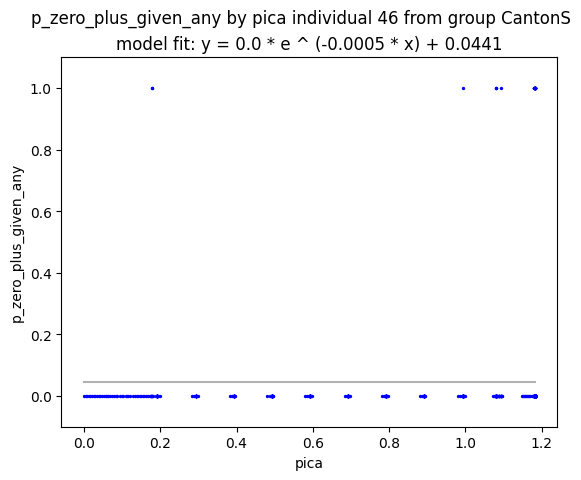 p_zero_plus_given_any by pica individual 46 from group CantonS
model fit: y = 0.0 * e ^ (-0.0005 * x) + 0.0441
1.0
0.8
0.6
0.4
0.2
0.0
p_zero_plus_given_any
0.0 0.2 0.4 0.6 0.8 1.0 1.2
pica